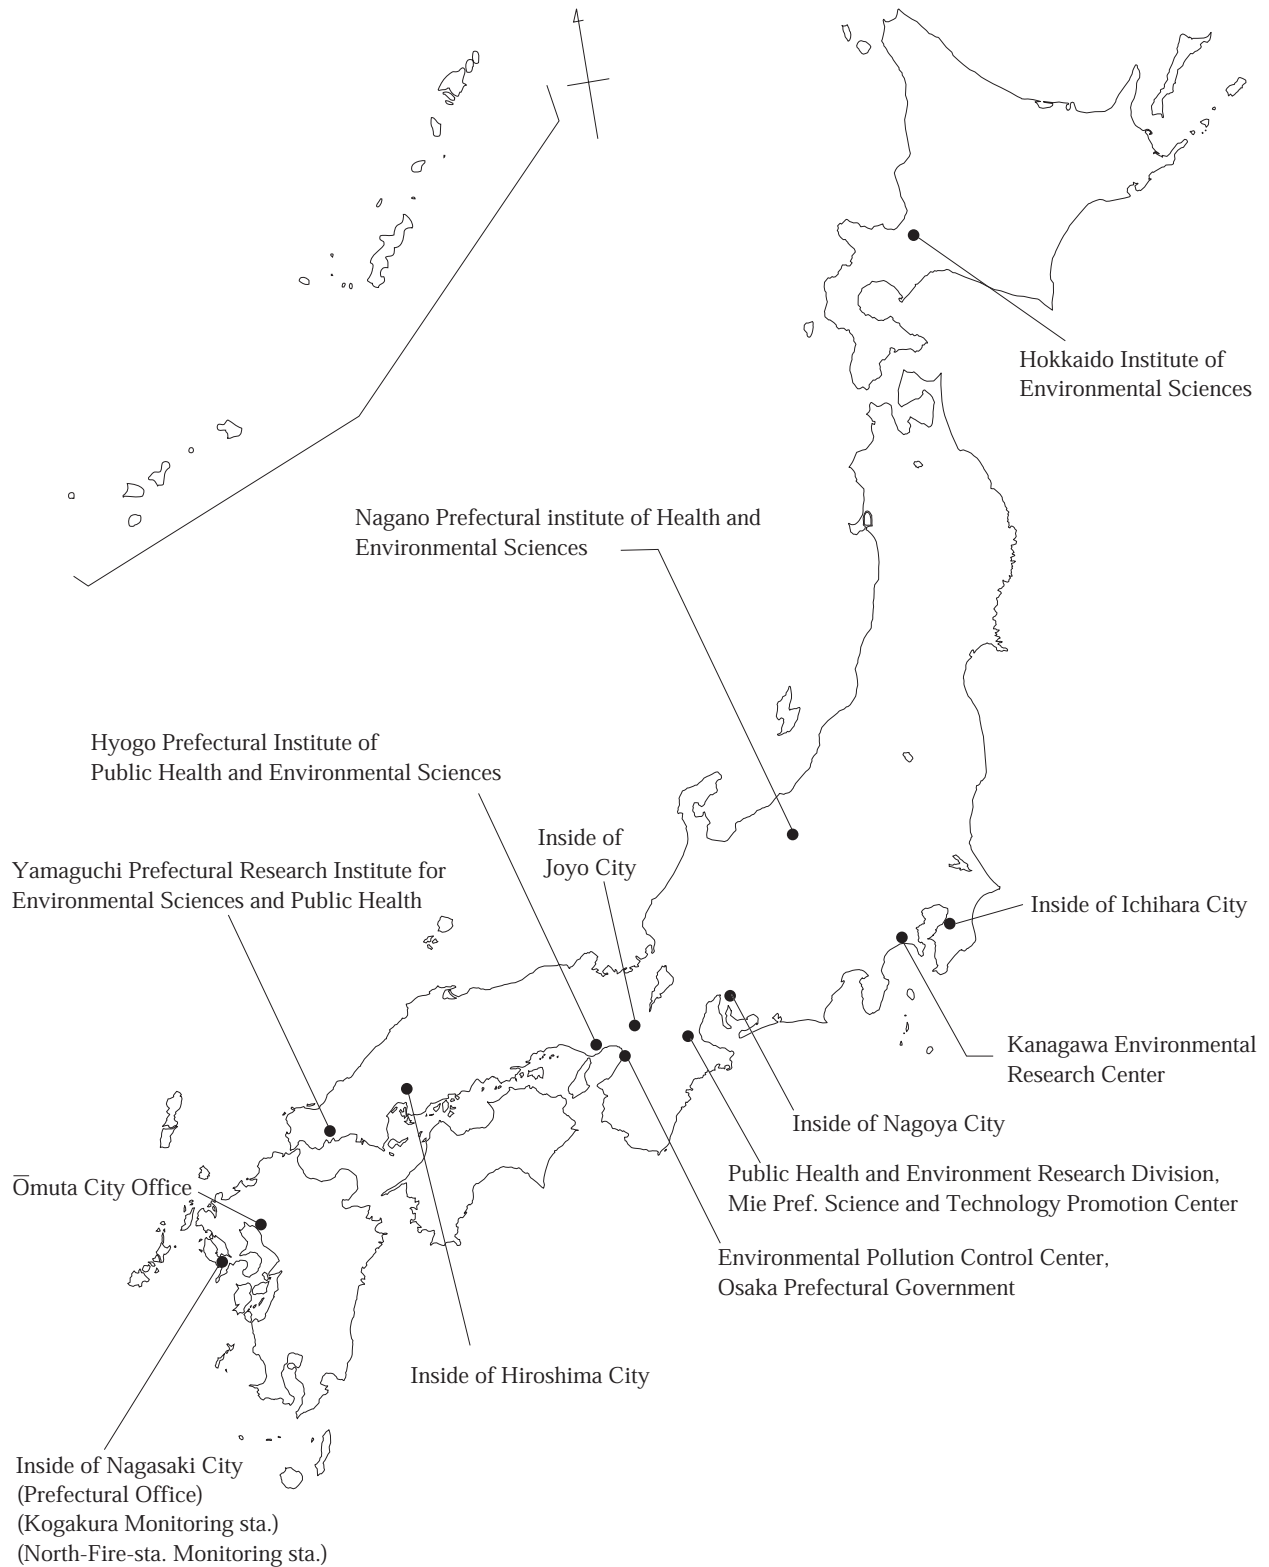 Hokkaido Institute of
Environmental Sciences
Nagano Prefectural institute of Health and
Environmental Sciences
Hyogo Prefectural Institute of
Public Health and Environmental Sciences
Inside of
Joyo City
Yamaguchi Prefectural Research Institute for
Environmental Sciences and Public Health
Inside of Ichihara City
Kanagawa Environmental
Research Center
Inside of Nagoya City
Public Health and Environment Research Division,
Mie Pref. Science and Technology Promotion Center
Ōmuta City Office
Environmental Pollution Control Center,
Osaka Prefectural Government
Inside of Hiroshima City
Inside of Nagasaki City
(Prefectural Office)
(Kogakura Monitoring sta.)
(North-Fire-sta. Monitoring sta.)